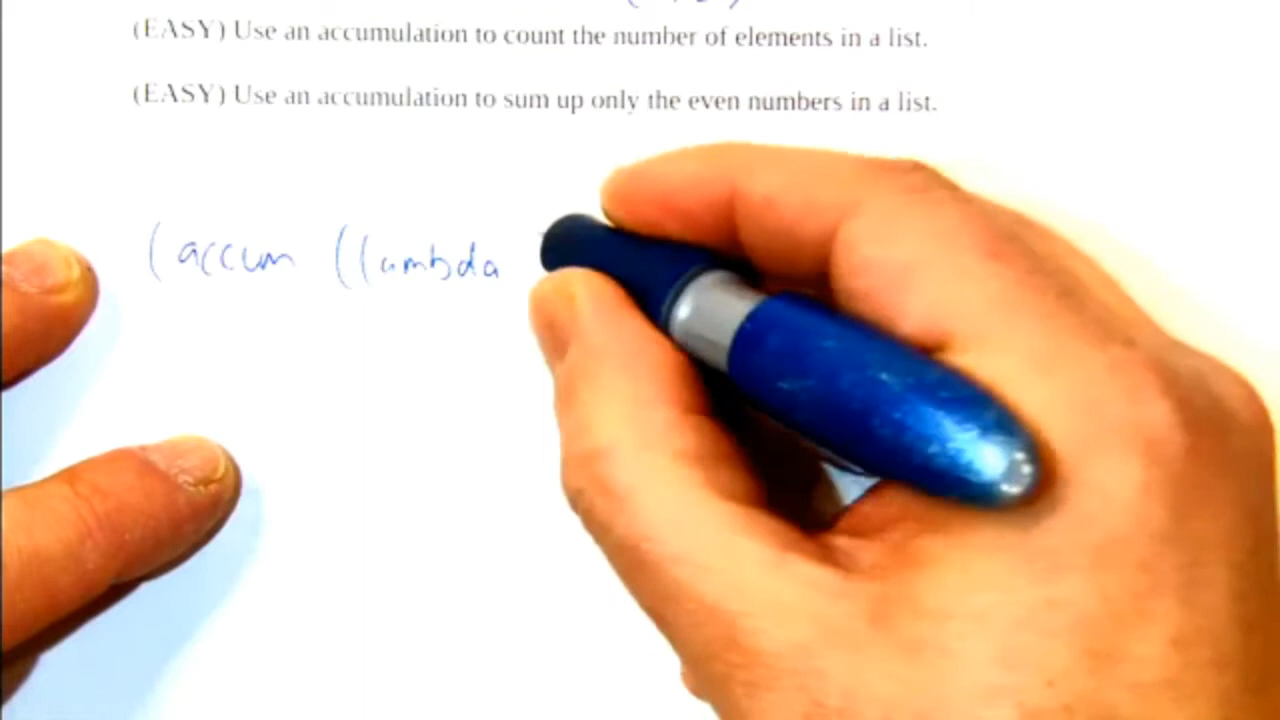 (EASY) Use an accumulation to count the number of elements in a list.
(EASY) Use an accumulation to sum up only the even numbers in a list.
(accum ((lambda